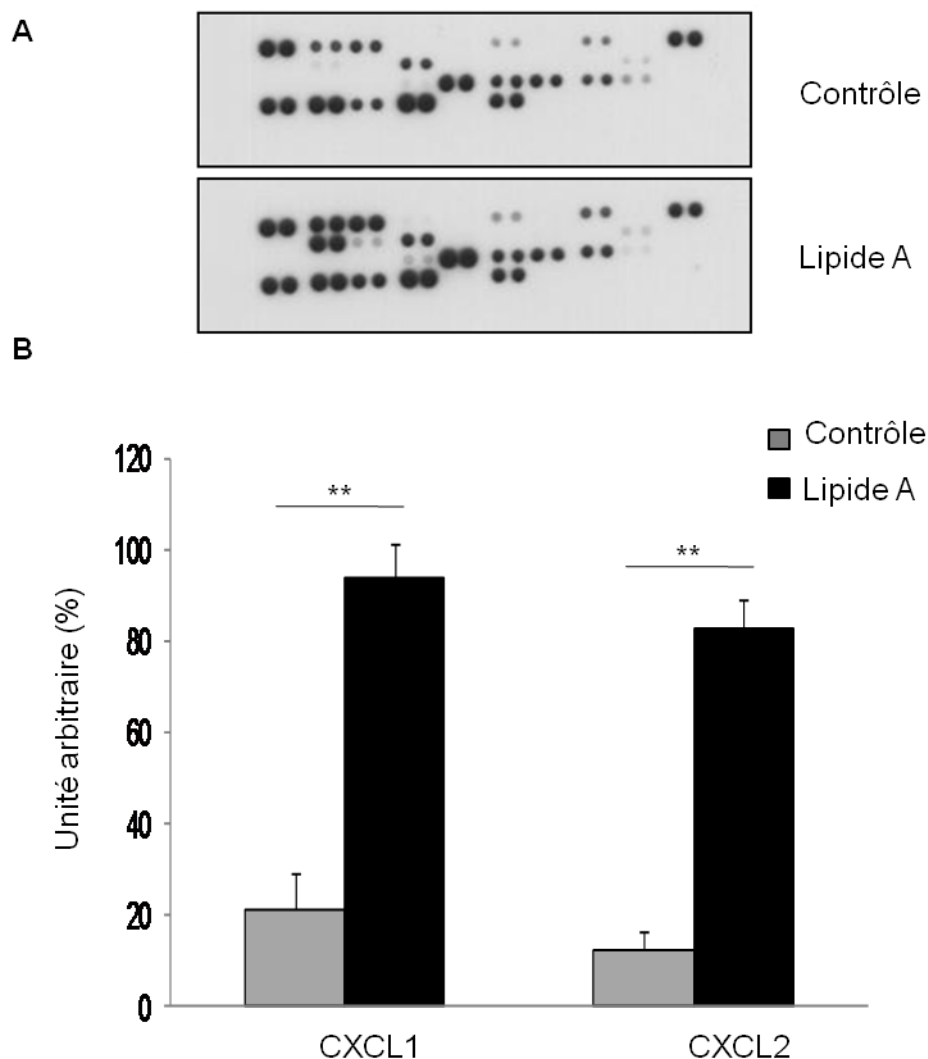 A
Contrôle
Lipide A
B
Contrôle
Lipide A
120
100
80
60
40
20
0
Unité arbitraire (%)
**
**
CXCL1
CXCL2